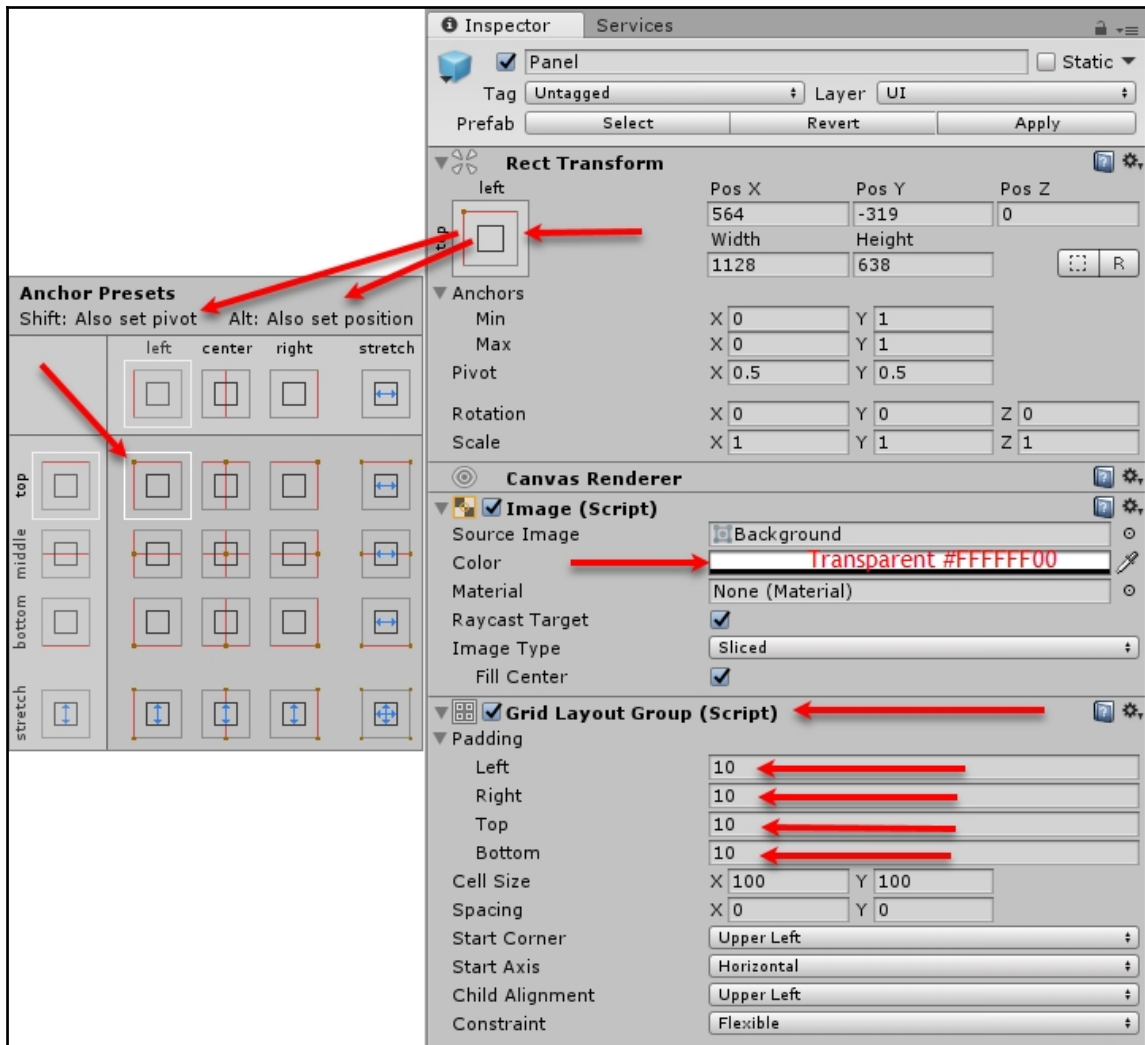 Inspector Services
Panel Static
Tag Untagged Layer UI
Prefab Select Revert Apply
Rect Transform
left
top
Pos X Pos Y Pos Z
564 -319 0
Width Height
1128 638 R
Anchors
Min X 0 Y 1
Max X 0 Y 1
Pivot X 0.5 Y 0.5
Rotation X 0 Y 0 Z 0
Scale X 1 Y 1 Z 1
Canvas Renderer
Image (Script)
Source Image Background
Color Transparent #FFFFFF00
Material None (Material)
Raycast Target
Image Type Sliced
Fill Center
Grid Layout Group (Script)
Padding
Left 10
Right 10
Top 10
Bottom 10
Cell Size X 100 Y 100
Spacing X 0 Y 0
Start Corner Upper Left
Start Axis Horizontal
Child Alignment Upper Left
Constraint Flexible
Anchor Presets
Shift: Also set pivot Alt: Also set position
left center right stretch
top
middle
bottom
stretch